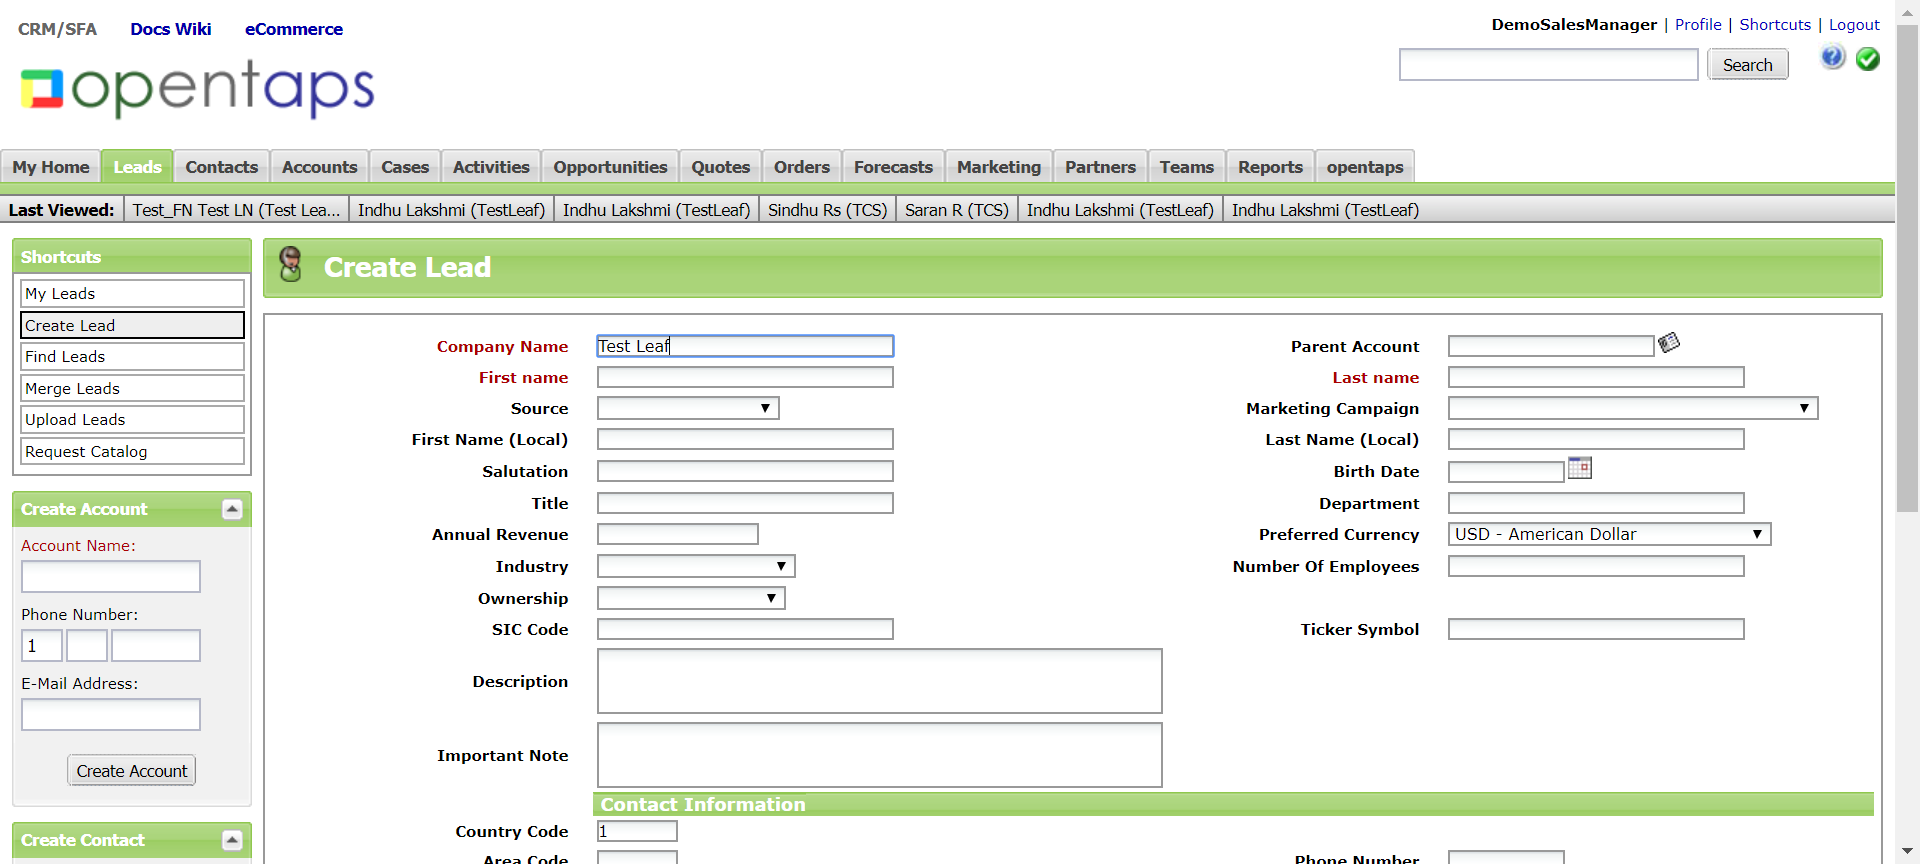 CRM/SFA Docs Wiki eCommerce
DemoSalesManager | Profile | Shortcuts | Logout
opentaps
Search
My Home Leads Contacts Accounts Cases Activities Opportunities Quotes Orders Forecasts Marketing Partners Teams Reports opentaps
Last Viewed: Test_FN Test LN (Test Lea... Indhu Lakshmi (TestLeaf) Indhu Lakshmi (TestLeaf) Sindhu Rs (TCS) Saran R (TCS) Indhu Lakshmi (TestLeaf) Indhu Lakshmi (TestLeaf)
Shortcuts
My Leads
Create Lead
Find Leads
Merge Leads
Upload Leads
Request Catalog
Create Account
Account Name:
Phone Number:
1
E-Mail Address:
Create Account
Create Contact
Create Lead
Company Name Test Leaf Parent Account
First name Last name
Source Marketing Campaign
First Name (Local) Last Name (Local)
Salutation Birth Date
Title Department
Annual Revenue Preferred Currency USD - American Dollar
Industry Number Of Employees
Ownership
SIC Code Ticker Symbol
Description
Important Note
Contact Information
Country Code 1
Area Code Phone Number